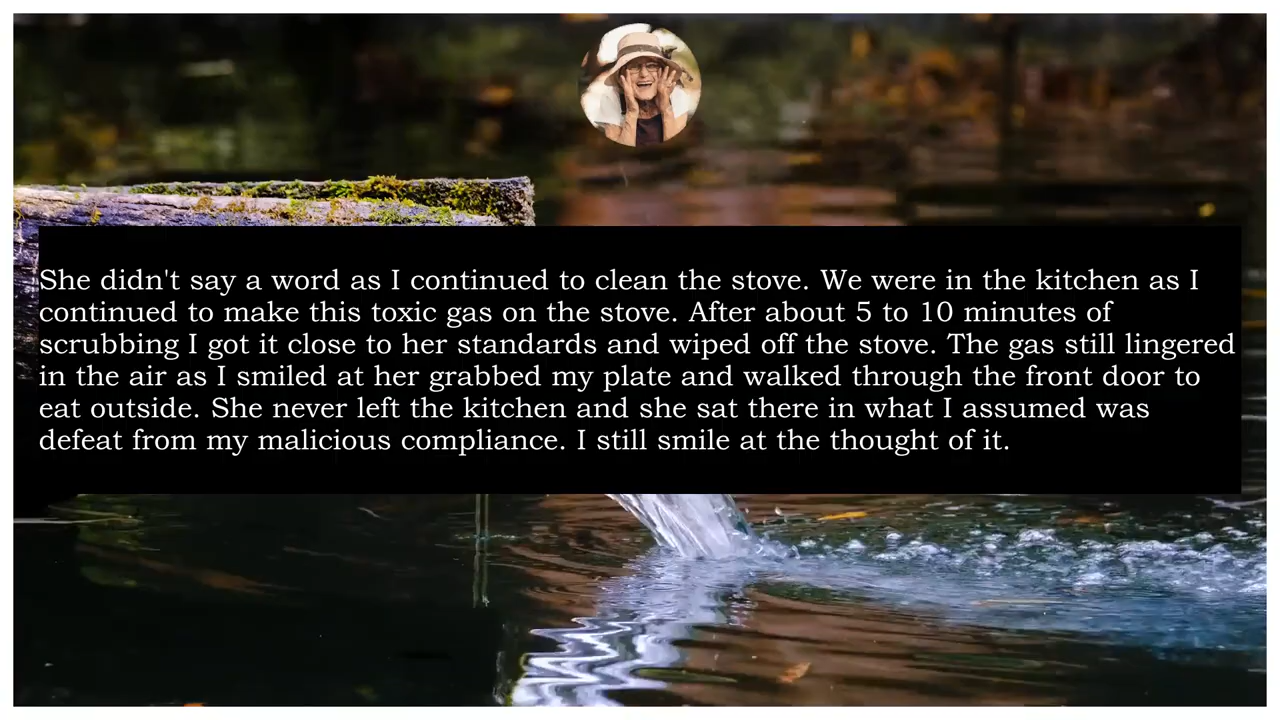 She didn't say a word as I continued to clean the stove. We were in the kitchen as I
continued to make this toxic gas on the stove. After about 5 to 10 minutes of
scrubbing I got it close to her standards and wiped off the stove. The gas still lingered
in the air as I smiled at her grabbed my plate and walked through the front door to
eat outside. She never left the kitchen and she sat there in what I assumed was
defeat from my malicious compliance. I still smile at the thought of it.